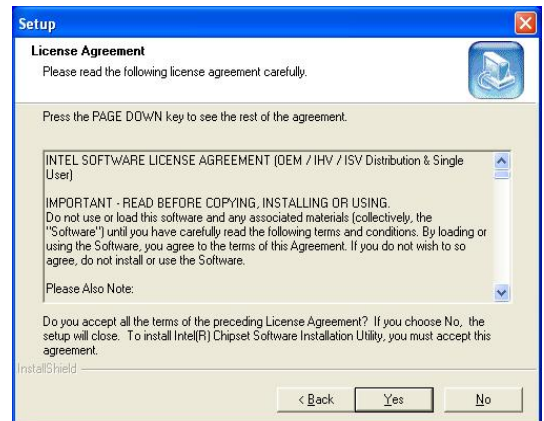 Setup
License Agreement
Please read the following license agreement carefully.
Press the PAGE DOWN key to see the rest of the agreement.
INTEL SOFTWARE LICENSE AGREEMENT (OEM / IHV / ISV Distribution & Single
User)
IMPORTANT - READ BEFORE COPYING, INSTALLING OR USING.
Do not use or load this software and any associated materials (collectively, the
"Software") until you have carefully read the following terms and conditions. By loading or
using the Software, you agree to the terms of this Agreement. If you do not wish to so
agree, do not install or use the Software.
Please Also Note:
Do you accept all the terms of the preceding License Agreement? If you choose No, the
setup will close. To install Intel(R) Chipset Software Installation Utility, you must accept this
agreement.
InstallShield
< Back Yes No